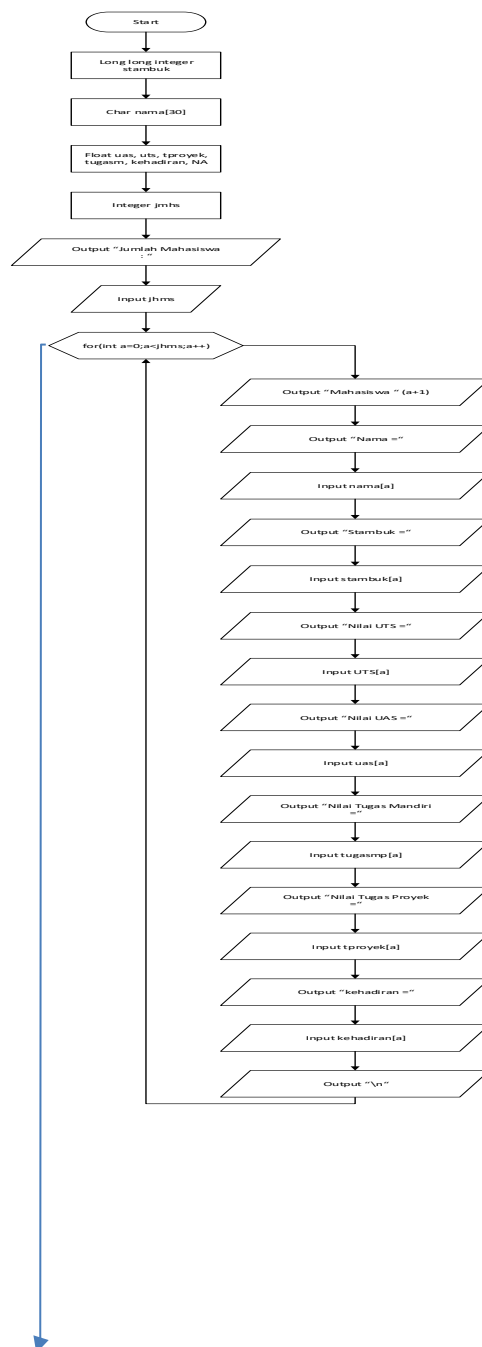 Start
Long long integer
stambuk
Char nama[30]
Float uas, uts, tproyek,
tugasm, kehadiran, NA
Integer jmhs
Output "Jumlah Mahasiswa
: "
Input jhms
for(int a=0;a<jhms;a++)
Output "Mahasiswa " (a+1)
Output "Nama ="
Input nama[a]
Output "Stambuk ="
Input stambuk[a]
Output "Nilai UTS ="
Input UTS[a]
Output "Nilai UAS ="
Input uas[a]
Output "Nilai Tugas Mandiri
="
Input tugasmp[a]
Output "Nilai Tugas Proyek
="
Input tproyek[a]
Output "kehadiran ="
Input kehadiran[a]
Output "\n"